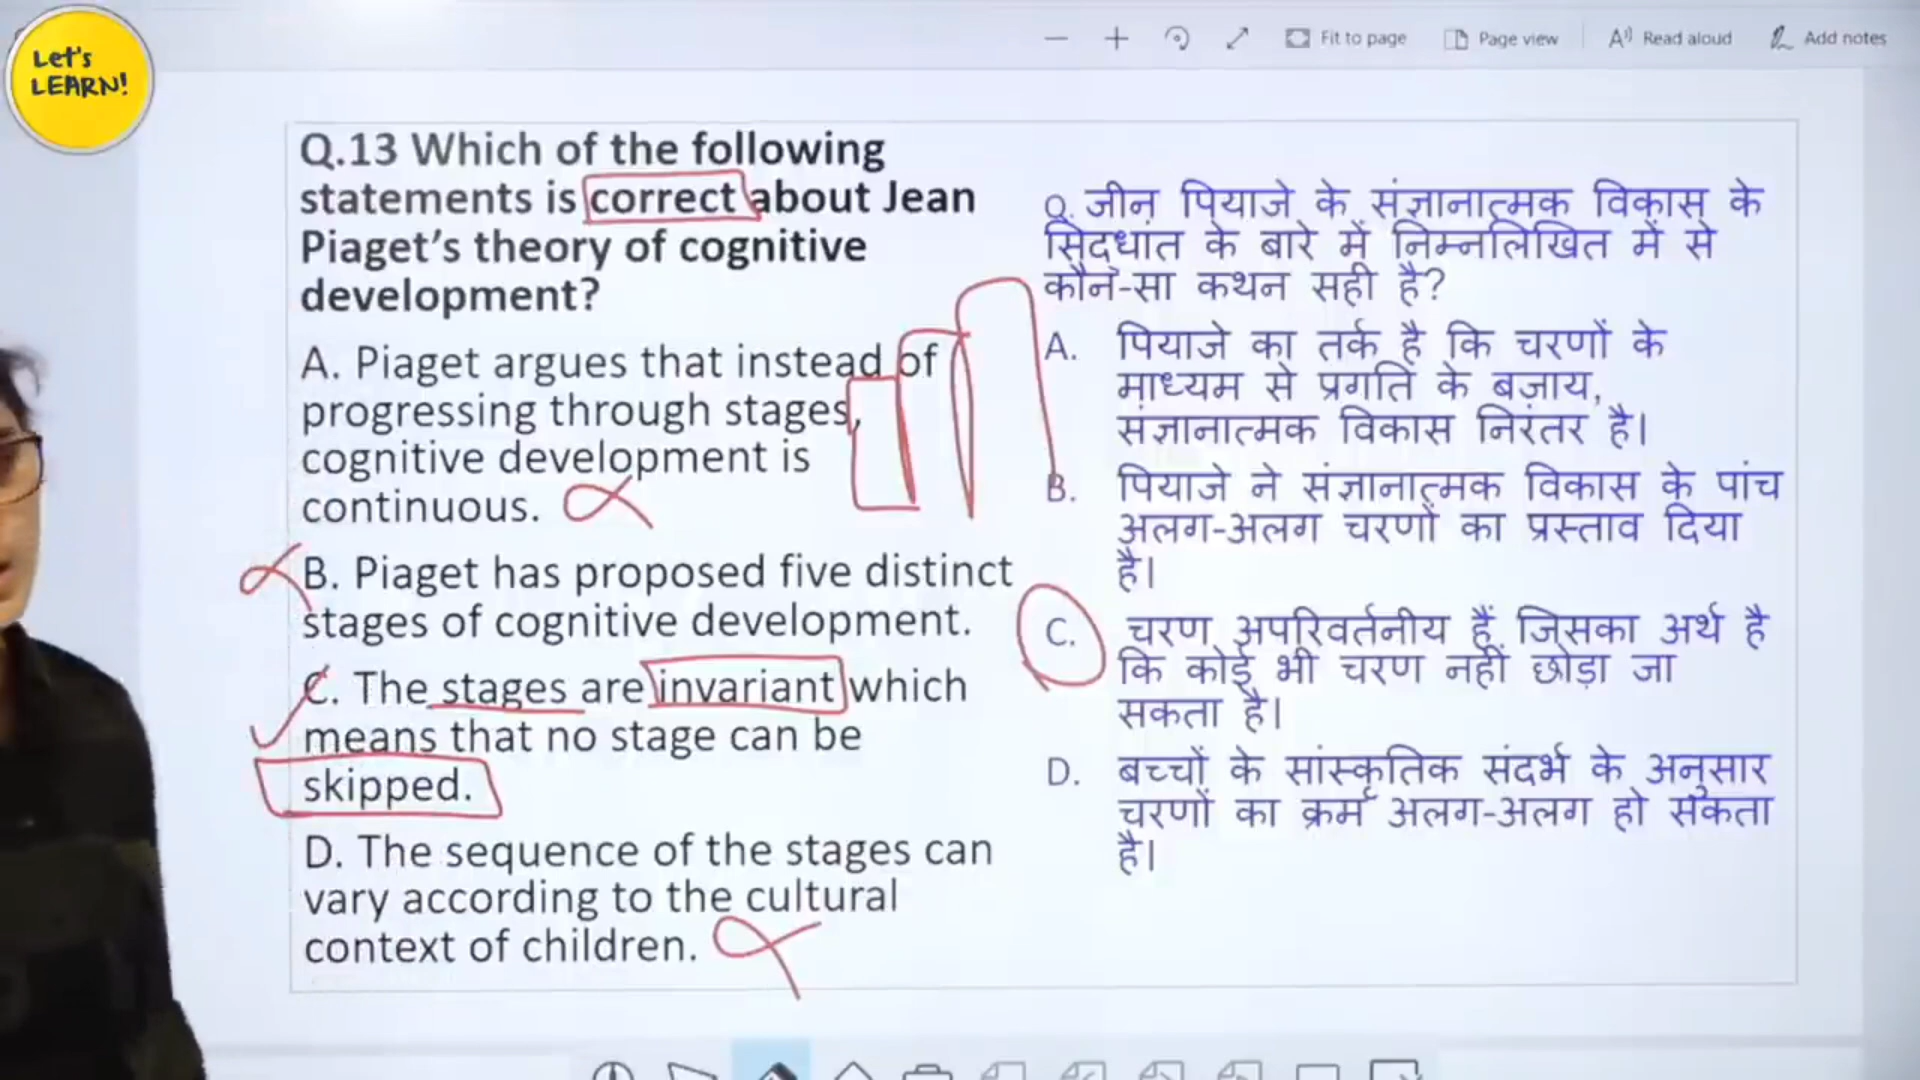 Let's
LEARN!
Fit to page
Page view
Read aloud
Add notes
Q.13 Which of the following
statements is correct about Jean
Piaget’s theory of cognitive
development?
A. Piaget argues that instead of
progressing through stages,
cognitive development is
continuous.
B. Piaget has proposed five distinct
stages of cognitive development.
C. The stages are invariant which
means that no stage can be
skipped.
D. The sequence of the stages can
vary according to the cultural
context of children.
Q. जीन पियाजे के संज्ञानात्मक विकास के
सिद्धांत के बारे में निम्नलिखित में से
कौन-सा कथन सही है?
A. पियाजे का तर्क है कि चरणों के
माध्यम से प्रगति के बजाय,
संज्ञानात्मक विकास निरंतर है।
B. पियाजे ने संज्ञानात्मक विकास के पांच
अलग-अलग चरणों का प्रस्ताव दिया
है।
C. चरण अपरिवर्तनीय हैं जिसका अर्थ है
कि कोई भी चरण नहीं छोड़ा जा
सकता है।
D. बच्चों के सांस्कृतिक संदर्भ के अनुसार
चरणों का क्रम अलग-अलग हो सकता
है।